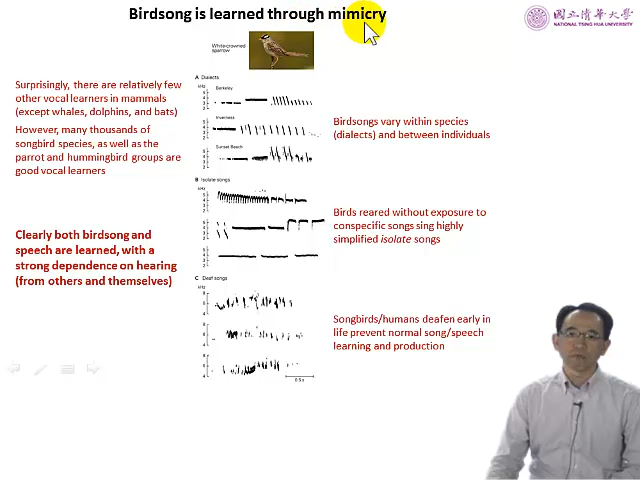 Birdsong is learned through mimicry
國立清華大學
NATIONAL TSING HUA UNIVERSITY
White-crowned
sparrow
Surprisingly, there are relatively few
other vocal learners in mammals
(except whales, dolphins, and bats)
However, many thousands of
songbird species, as well as the
parrot and hummingbird groups are
good vocal learners
Clearly both birdsong and
speech are learned, with a
strong dependence on hearing
(from others and themselves)
A Dialects
Berkeley
kHz
Inverness
kHz
Sunset Beach
kHz
B Isolate songs
kHz
C Deaf songs
kHz
0.5 s
Birdsongs vary within species
(dialects) and between individuals
Birds reared without exposure to
conspecific songs sing highly
simplified isolate songs
Songbirds/humans deafen early in
life prevent normal song/speech
learning and production